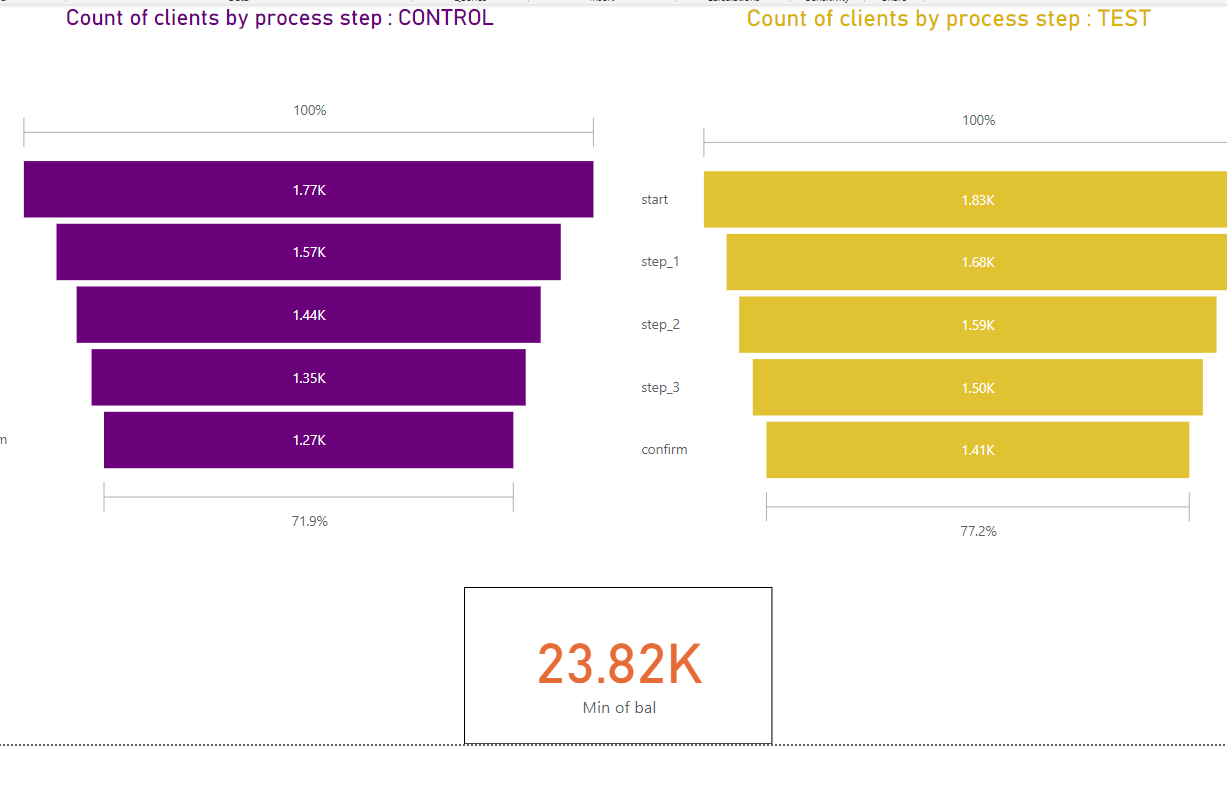 Count of clients by process step : CONTROL
100%
1.77K
1.57K
1.44K
1.35K
1.27K
71.9%
Count of clients by process step : TEST
100%
start 1.83K
step_1 1.68K
step_2 1.59K
step_3 1.50K
confirm 1.41K
77.2%
23.82K
Min of bal